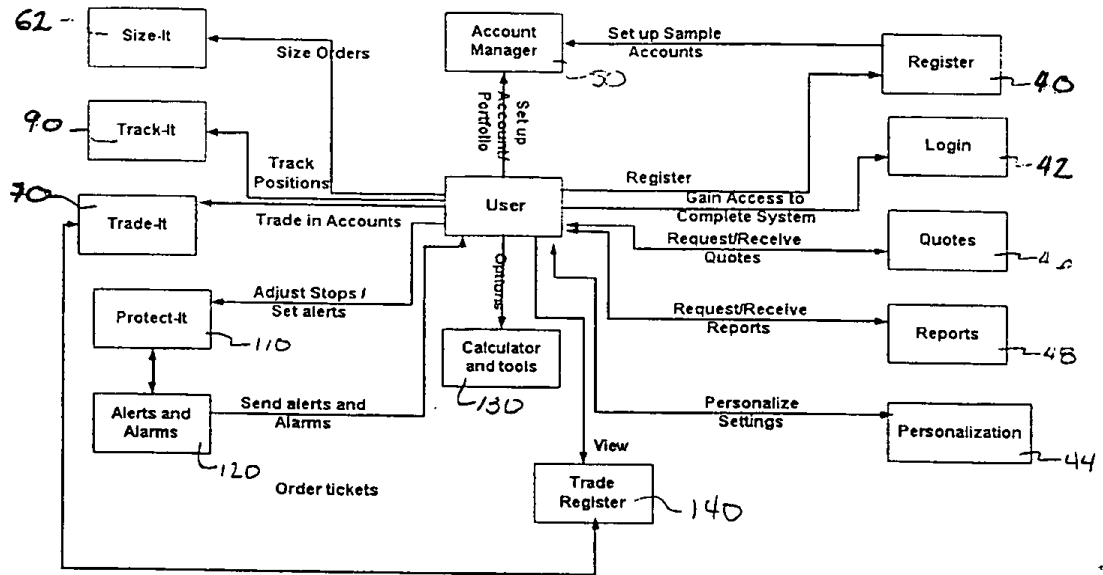 62
Size-It
Size Orders
Account
Manager
50
Set up Sample
Accounts
Register
40
90
Track-It
Track
Positions
Set up
Account/
Portfolio
Register
Login
42
70
Trade-It
Trade in Accounts
User
Gain Access to
Complete System
Request/Receive
Quotes
Quotes
Adjust Stops /
Set alerts
Protect-It
110
Options
Calculator
and tools
130
Request/Receive
Reports
Reports
48
Alerts and
Alarms
120
Send alerts and
Alarms
Personalize
Settings
Personalization
44
View
Order tickets
Trade
Register
140